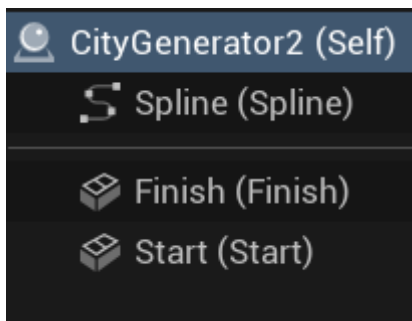 CityGenerator2 (Self)
Spline (Spline)
Finish (Finish)
Start (Start)